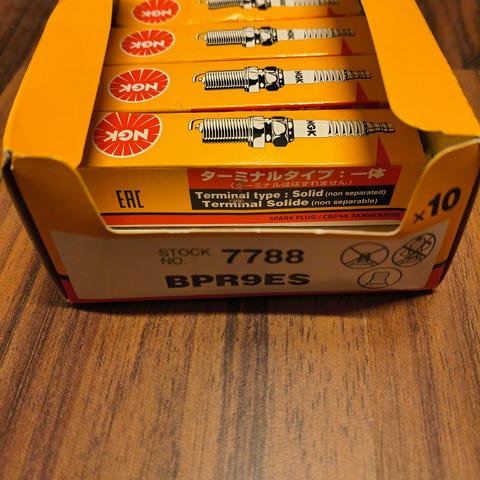 NGK
NGK
NGK
NGK
NGK
ターミナルタイプ：一体
(ターミナルははずれません)
EAC
Terminal type : Solid (non separated)
Terminal Solide (non separable)
SPARK PLUG / СВЕЧА ЗАЖИГАНИЯ
×10
STOCK NO. 7788
BPR9ES